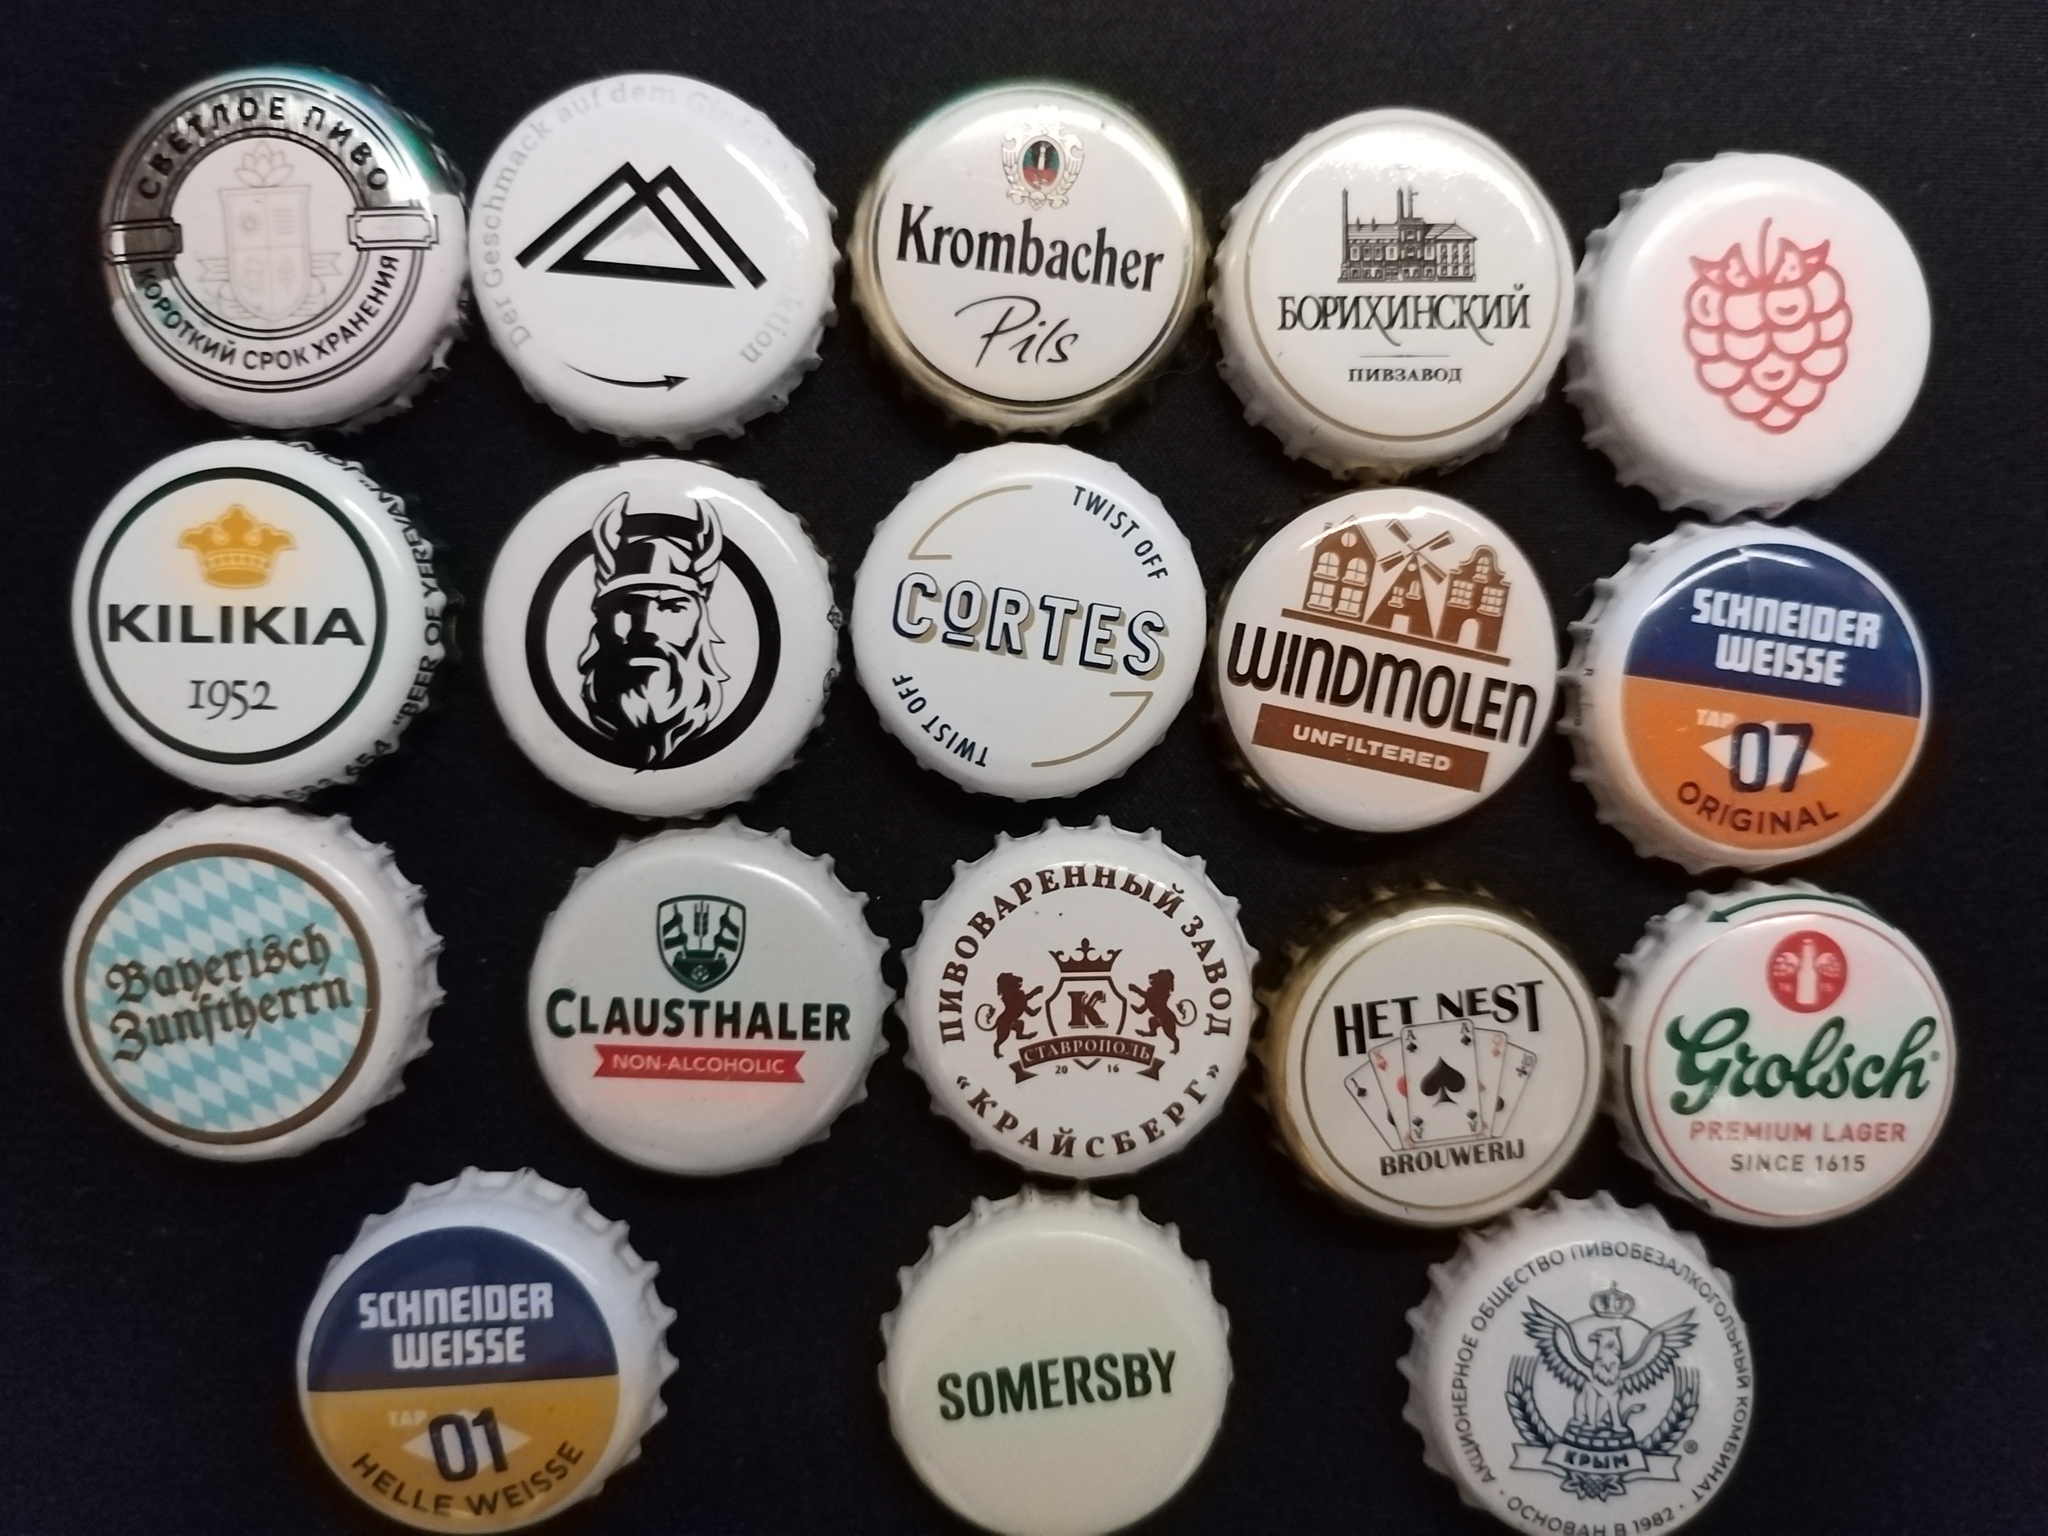 СВЕТЛОЕ ПИВО
КОРОТКИЙ СРОК ХРАНЕНИЯ
Der Geschmack auf dem
Krombacher
Pils
БОРИХИНСКИЙ
ПИВЗАВОД
KILIKIA
1952
"BEER OF YEREVAN" JOIN
TWIST OFF
CORTES
TWIST OFF
WINDMOLEN
UNFILTERED
SCHNEIDER
WEISSE
TAP
07
ORIGINAL
Bayerisch
Zunftherrn
CLAUSTHALER
NON-ALCOHOLIC
ПИВОВАРЕННЫЙ ЗАВОД
К
СТАВРОПОЛЬ
20 16
"КРАЙСБЕРГ"
HET NEST
BROUWERIJ
Grolsch®
PREMIUM LAGER
SINCE 1615
SCHNEIDER
WEISSE
TAP
01
HELLE WEISSE
SOMERSBY
АКЦИОНЕРНОЕ ОБЩЕСТВО ПИВОБЕЗАЛКОГОЛЬНЫЙ КОМБИНАТ
КРЫМ ®
· ОСНОВАН В 1982 ·